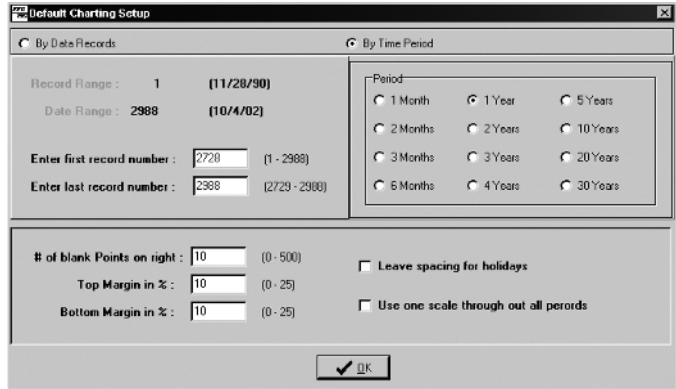 Default Charting Setup
By Data Records By Time Period
Record Range : 1 (11/28/90)
Date Range : 2988 (10/4/02)
Enter first record number : 2728 (1 - 2988)
Enter last record number : 2988 (2729 - 2988)
Period
1 Month 1 Year 5 Years
2 Months 2 Years 10 Years
3 Months 3 Years 20 Years
6 Months 4 Years 30 Years
# of blank Points on right : 10 (0 - 500)
Top Margin in % : 10 (0 - 25)
Bottom Margin in % : 10 (0 - 25)
Leave spacing for holidays
Use one scale through out all perords
OK